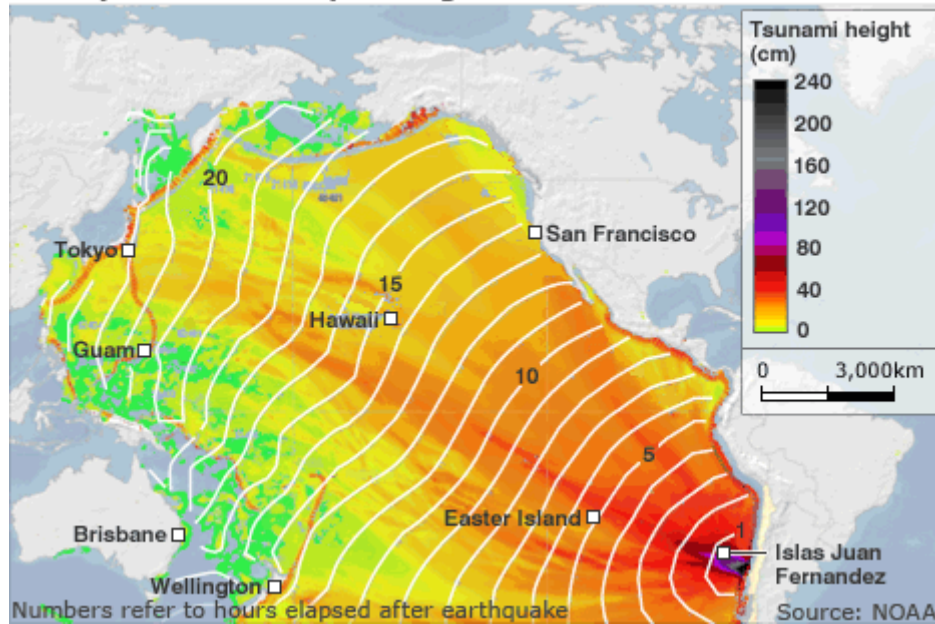 Tsunami height
(cm)
240
200
160
120
80
40
0
0 3,000km
20
Tokyo
San Francisco
15
Hawaii
Guam
10
5
Easter Island
1
Brisbane
Islas Juan
Fernandez
Wellington
Numbers refer to hours elapsed after earthquake
Source: NOAA